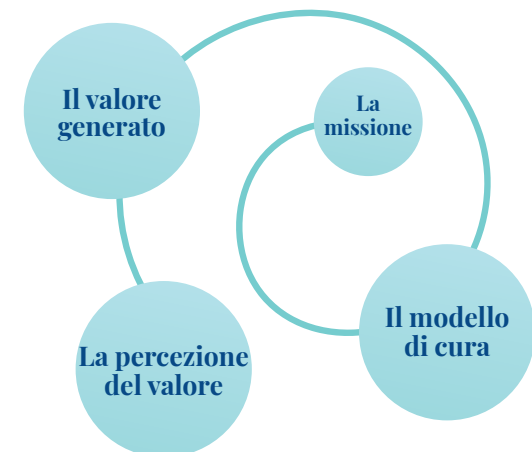 Il valore
generato
La
missione
Il modello
di cura
La percezione
del valore